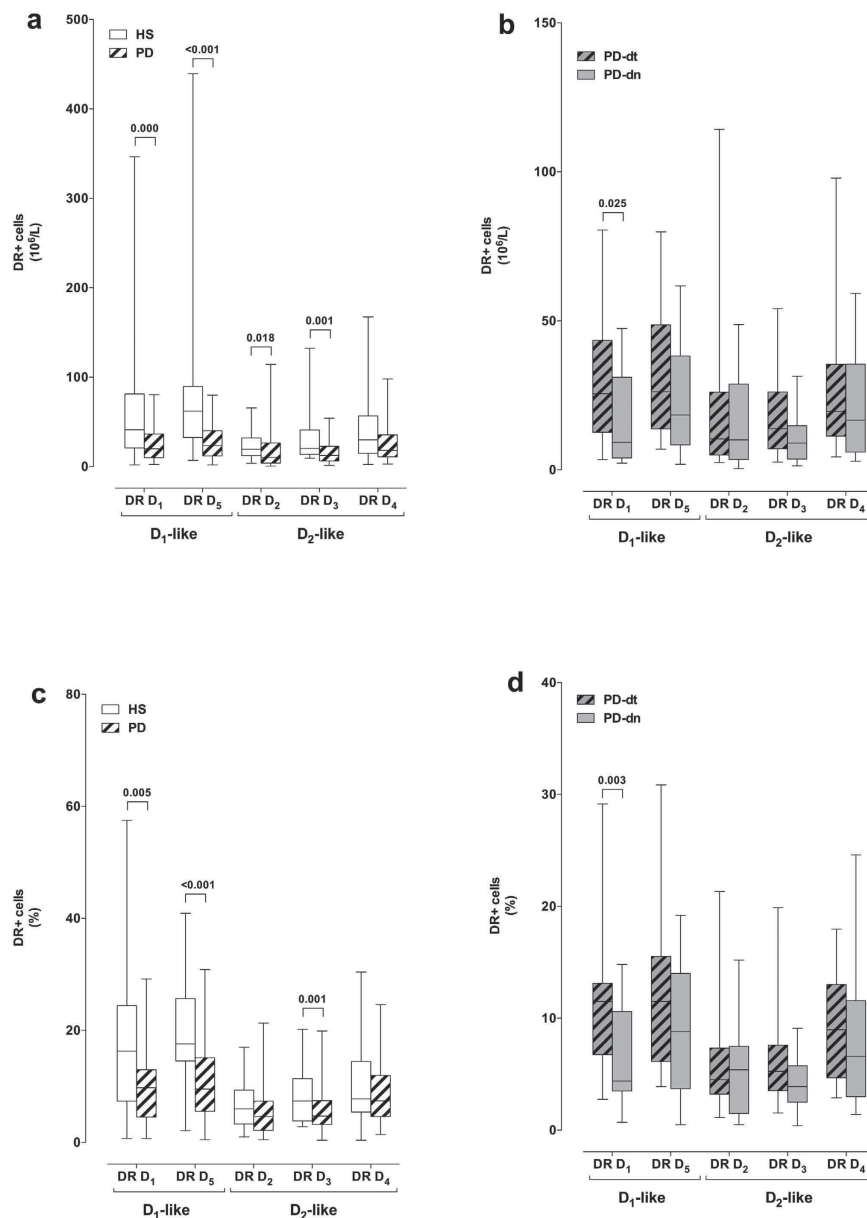 a
HS
PD
500
400
300
200
100
0
DR+ cells
(10⁶/L)
0.000
<0.001
0.018
0.001
DR D₁ DR D₅ DR D₂ DR D₃ DR D₄
D₁-like D₂-like
b
PD-dt
PD-dn
150
100
50
0
DR+ cells
(10⁶/L)
0.025
DR D₁ DR D₅ DR D₂ DR D₃ DR D₄
D₁-like D₂-like
c
HS
PD
80
60
40
20
0
DR+ cells
(%)
0.005
<0.001
0.001
DR D₁ DR D₅ DR D₂ DR D₃ DR D₄
D₁-like D₂-like
d
PD-dt
PD-dn
40
30
20
10
0
DR+ cells
(%)
0.003
DR D₁ DR D₅ DR D₂ DR D₃ DR D₄
D₁-like D₂-like